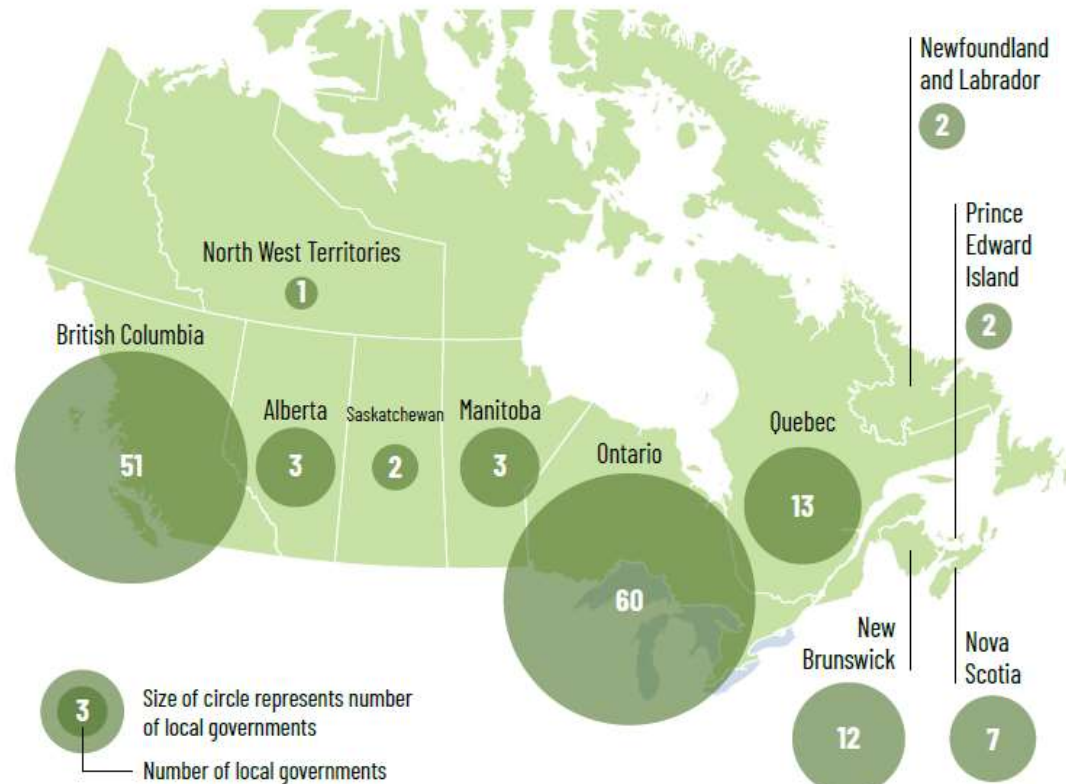 Newfoundland
and Labrador
2
Prince
Edward
Island
2
North West Territories
1
British Columbia
51
Alberta
3
Saskatchewan
2
Manitoba
3
Ontario
60
Quebec
13
New
Brunswick
12
Nova
Scotia
7
3
Size of circle represents number
of local governments
Number of local governments